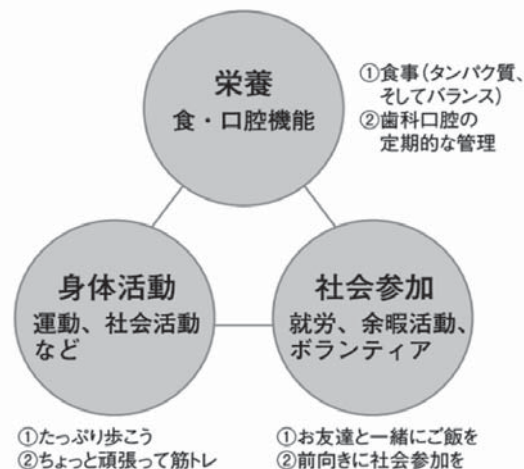 栄養
食・口腔機能
①食事(タンパク質、
そしてバランス)
②歯科口腔の
定期的な管理
身体活動
運動、社会活動
など
社会参加
就労、余暇活動、
ボランティア
①たっぷり歩こう
②ちょっと頑張って筋トレ
①お友達と一緒にご飯を
②前向きに社会参加を